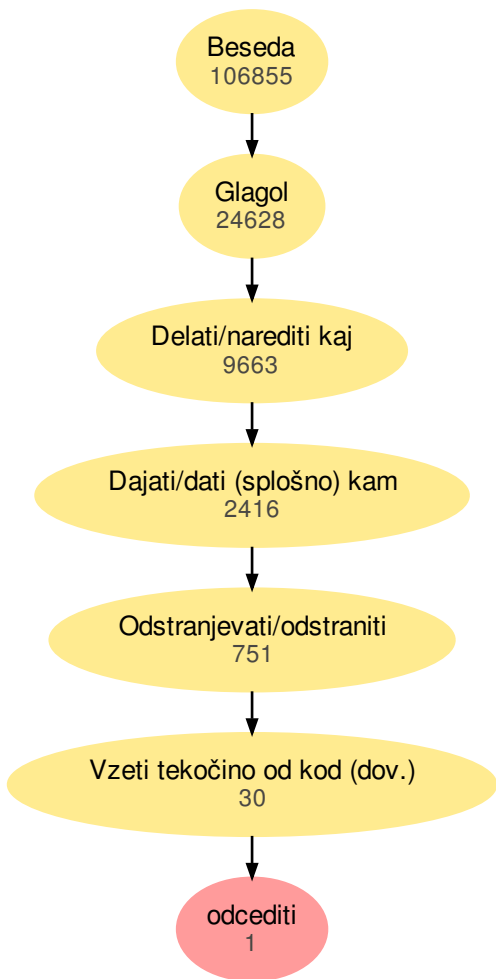 Beseda
106855
Glagol
24628
Delati/narediti kaj
9663
Dajati/dati (splošno) kam
2416
Odstranjevati/odstraniti
751
Vzeti tekočino od kod (dov.)
30
odcediti
1